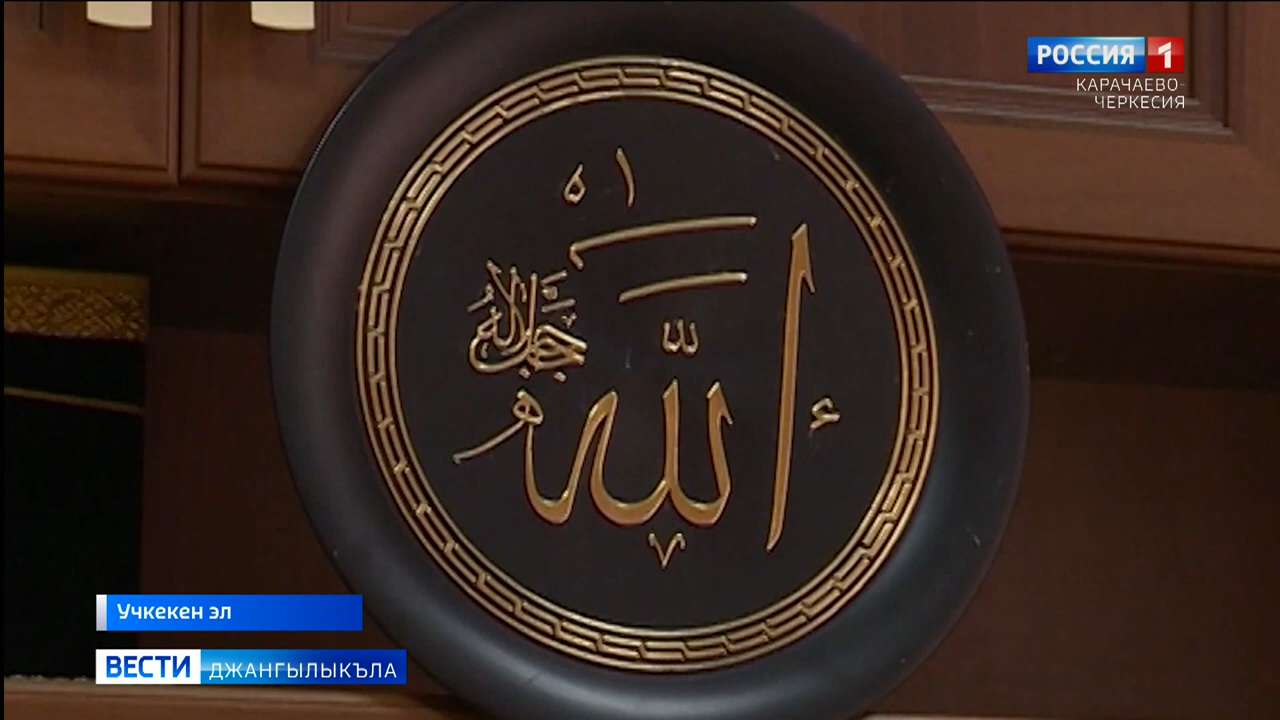 РОССИЯ 1
КАРАЧАЕВО-
ЧЕРКЕСИЯ
الله
جل جلاله
Учкекен эл
ВЕСТИ ДЖАНГЫЛЫКЪЛА